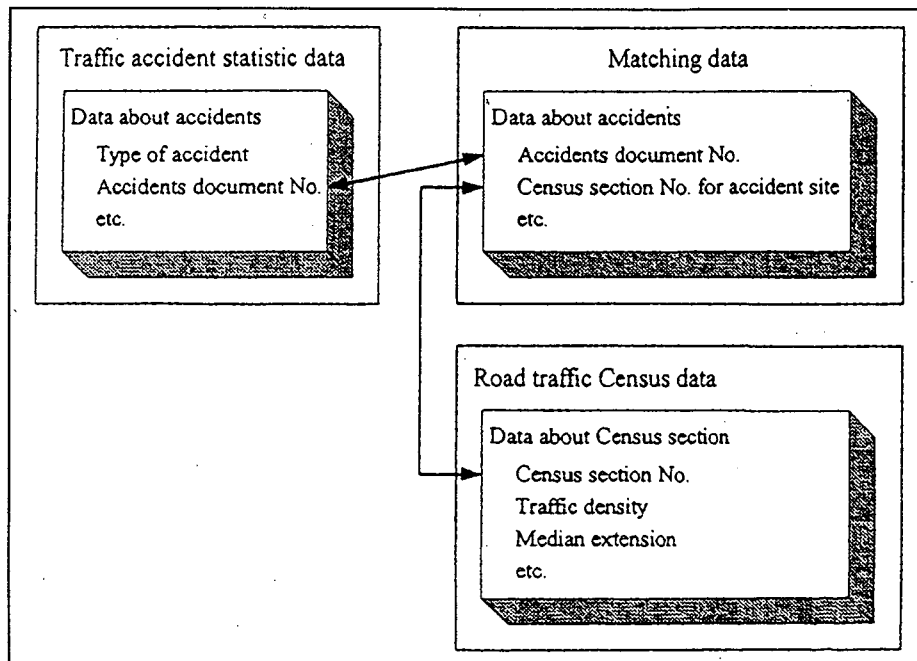 Traffic accident statistic data
Data about accidents
Type of accident
Accidents document No.
etc.
Matching data
Data about accidents
Accidents document No.
Census section No. for accident site
etc.
Road traffic Census data
Data about Census section
Census section No.
Traffic density
Median extension
etc.